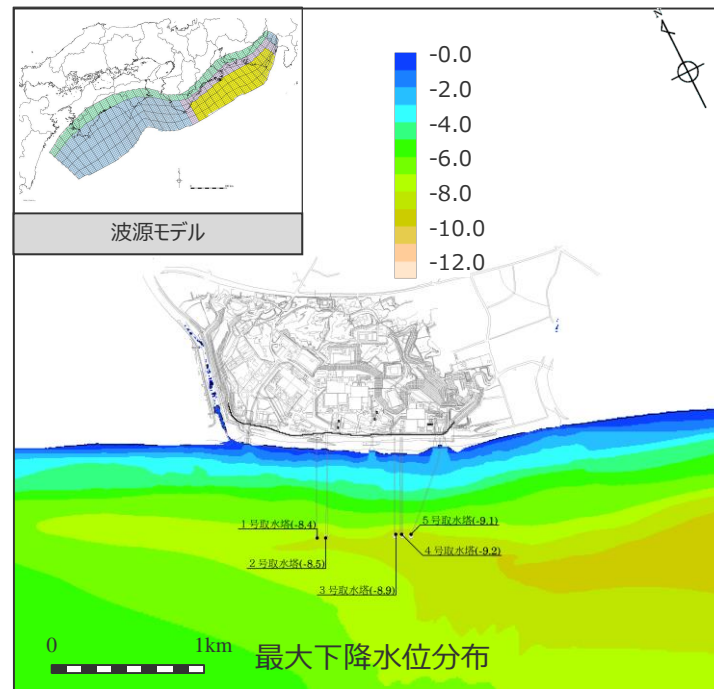 N
-0.0
-2.0
-4.0
-6.0
-8.0
-10.0
-12.0
波源モデル
1号取水塔(-8.4)
2号取水塔(-8.5)
3号取水塔(-8.9)
4号取水塔(-9.2)
5号取水塔(-9.1)
0 1km
最大下降水位分布